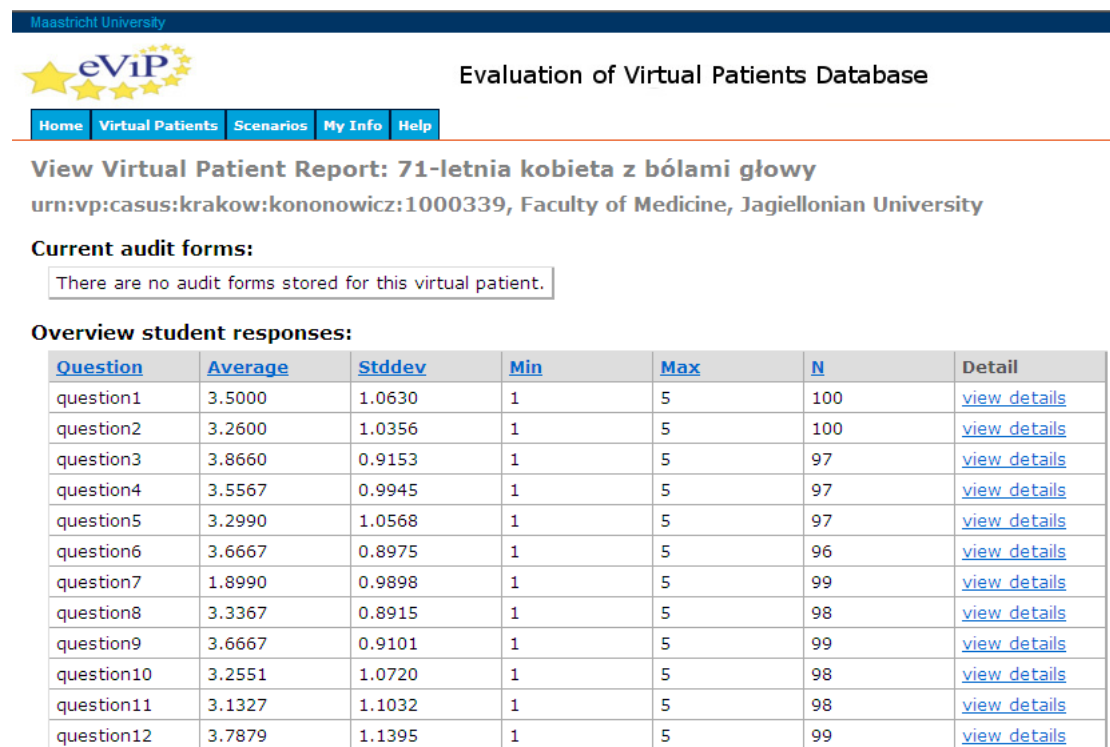 Maastricht University
eViP
Evaluation of Virtual Patients Database
Home Virtual Patients Scenarios My Info Help
View Virtual Patient Report: 71-letnia kobieta z bólami głowy
urn:vp:casus:krakow:kononowicz:1000339, Faculty of Medicine, Jagiellonian University
Current audit forms:
There are no audit forms stored for this virtual patient.
Overview student responses:
Question Average Stddev Min Max N Detail
question1 3.5000 1.0630 1 5 100 view details
question2 3.2600 1.0356 1 5 100 view details
question3 3.8660 0.9153 1 5 97 view details
question4 3.5567 0.9945 1 5 97 view details
question5 3.2990 1.0568 1 5 97 view details
question6 3.6667 0.8975 1 5 96 view details
question7 1.8990 0.9898 1 5 99 view details
question8 3.3367 0.8915 1 5 98 view details
question9 3.6667 0.9101 1 5 99 view details
question10 3.2551 1.0720 1 5 98 view details
question11 3.1327 1.1032 1 5 98 view details
question12 3.7879 1.1395 1 5 99 view details